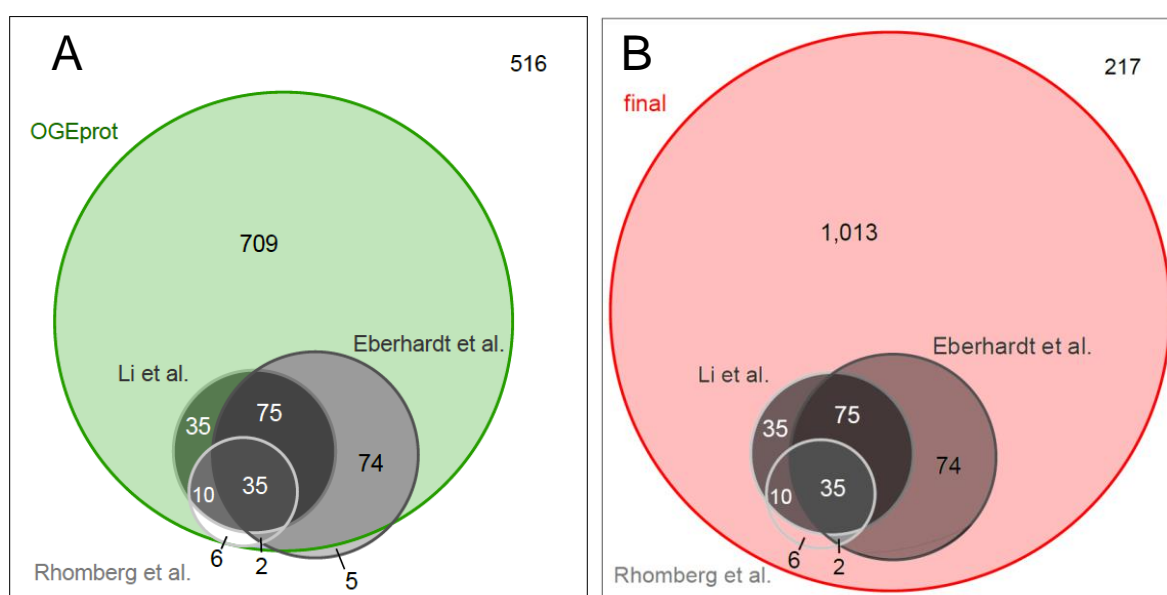 A
516
OGEprot
709
Eberhardt et al.
Li et al.
35
75
74
10
35
6
2
5
Rhomberg et al.
B
217
final
1,013
Eberhardt et al.
Li et al.
35
75
74
10
35
6
2
Rhomberg et al.